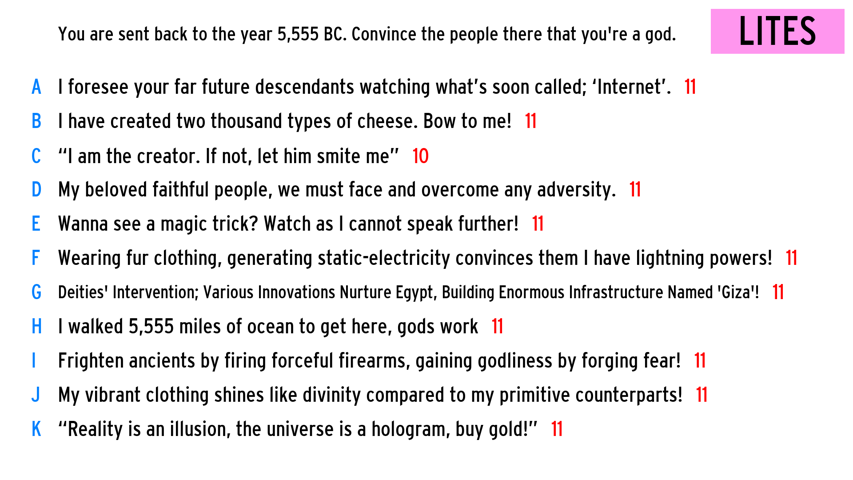 You are sent back to the year 5,555 BC. Convince the people there that you're a god.
LITES
A I foresee your far future descendants watching what's soon called; ‘Internet’. 11
B I have created two thousand types of cheese. Bow to me! 11
C “I am the creator. If not, let him smite me” 10
D My beloved faithful people, we must face and overcome any adversity. 11
E Wanna see a magic trick? Watch as I cannot speak further! 11
F Wearing fur clothing, generating static-electricity convinces them I have lightning powers! 11
G Deities' Intervention; Various Innovations Nurture Egypt, Building Enormous Infrastructure Named 'Giza'! 11
H I walked 5,555 miles of ocean to get here, gods work 11
I Frighten ancients by firing forceful firearms, gaining godliness by forging fear! 11
J My vibrant clothing shines like divinity compared to my primitive counterparts! 11
K “Reality is an illusion, the universe is a hologram, buy gold!” 11